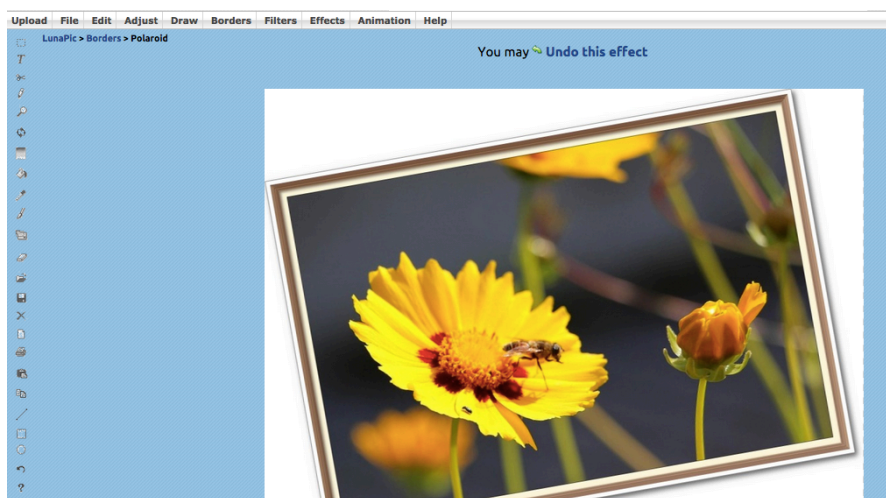 Upload File Edit Adjust Draw Borders Filters Effects Animation Help
LunaPic > Borders > Polaroid
You may Undo this effect